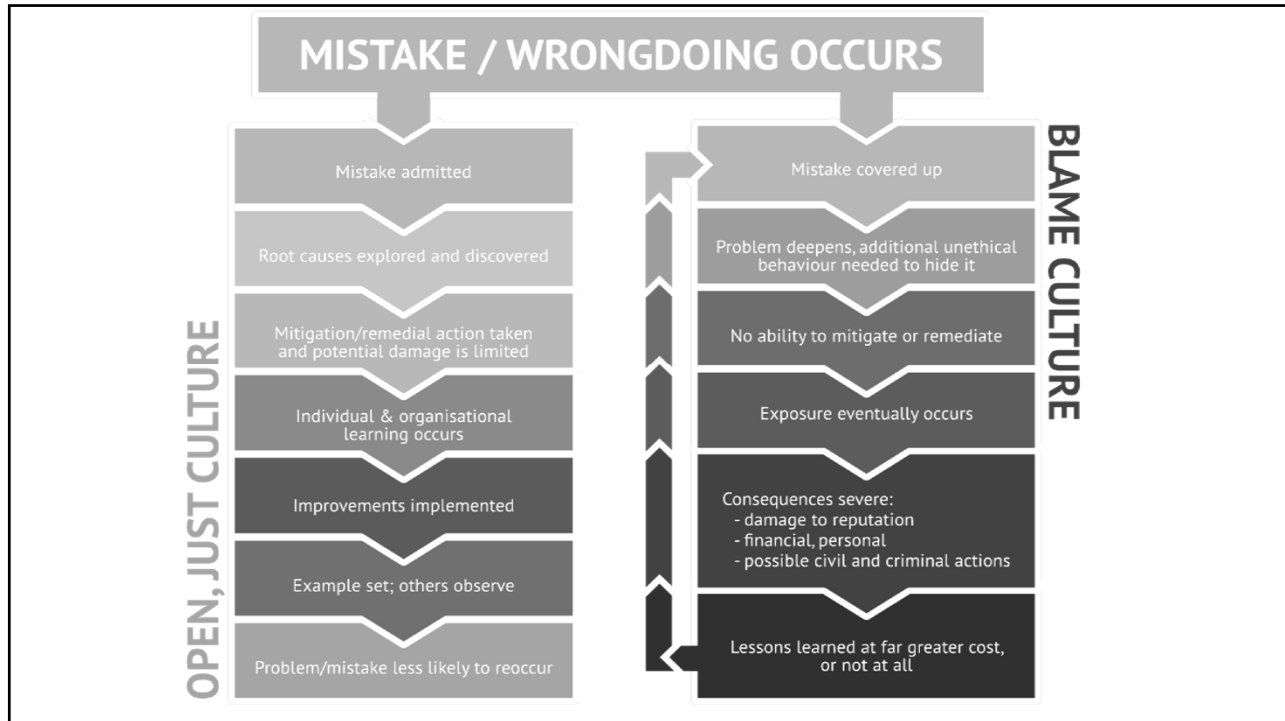 MISTAKE / WRONGDOING OCCURS
OPEN, JUST CULTURE
Mistake admitted
Root causes explored and discovered
Mitigation/remedial action taken
and potential damage is limited
Individual & organisational
learning occurs
Improvements implemented
Example set; others observe
Problem/mistake less likely to reoccur
BLAME CULTURE
Mistake covered up
Problem deepens, additional unethical
behaviour needed to hide it
No ability to mitigate or remediate
Exposure eventually occurs
Consequences severe:
- damage to reputation
- financial, personal
- possible civil and criminal actions
Lessons learned at far greater cost,
or not at all